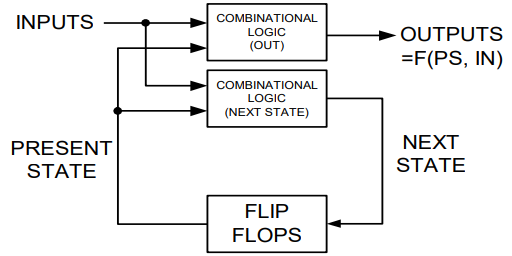 INPUTS
COMBINATIONAL
LOGIC
(OUT)
OUTPUTS
=F(PS, IN)
COMBINATIONAL
LOGIC
(NEXT STATE)
PRESENT
STATE
NEXT
STATE
FLIP
FLOPS